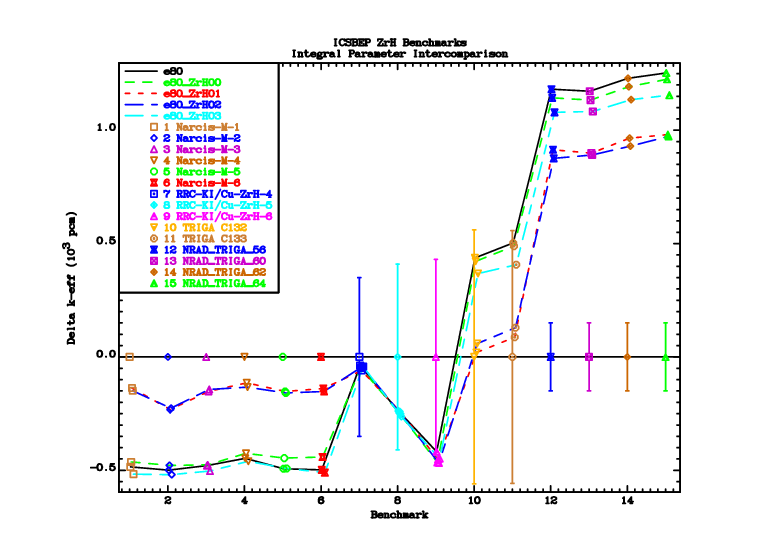 ICSBEP ZrH Benchmarks
Integral Parameter Intercomparison
e80
e80_ZrH00
e80_ZrH01
e80_ZrH02
e80_ZrH03
1 Narcis-M-1
2 Narcis-M-2
3 Narcis-M-3
4 Narcis-M-4
5 Narcis-M-5
6 Narcis-M-6
7 RRC-KI/Cu-ZrH-4
8 RRC-KI/Cu-ZrH-5
9 RRC-KI/Cu-ZrH-6
10 TRIGA C132
11 TRIGA C133
12 NRAD_TRIGA_56
13 NRAD_TRIGA_60
14 NRAD_TRIGA_62
15 NRAD_TRIGA_64
1.0
0.5
0.0
-0.5
Delta k-eff (10³ pcm)
2 4 6 8 10 12 14
Benchmark